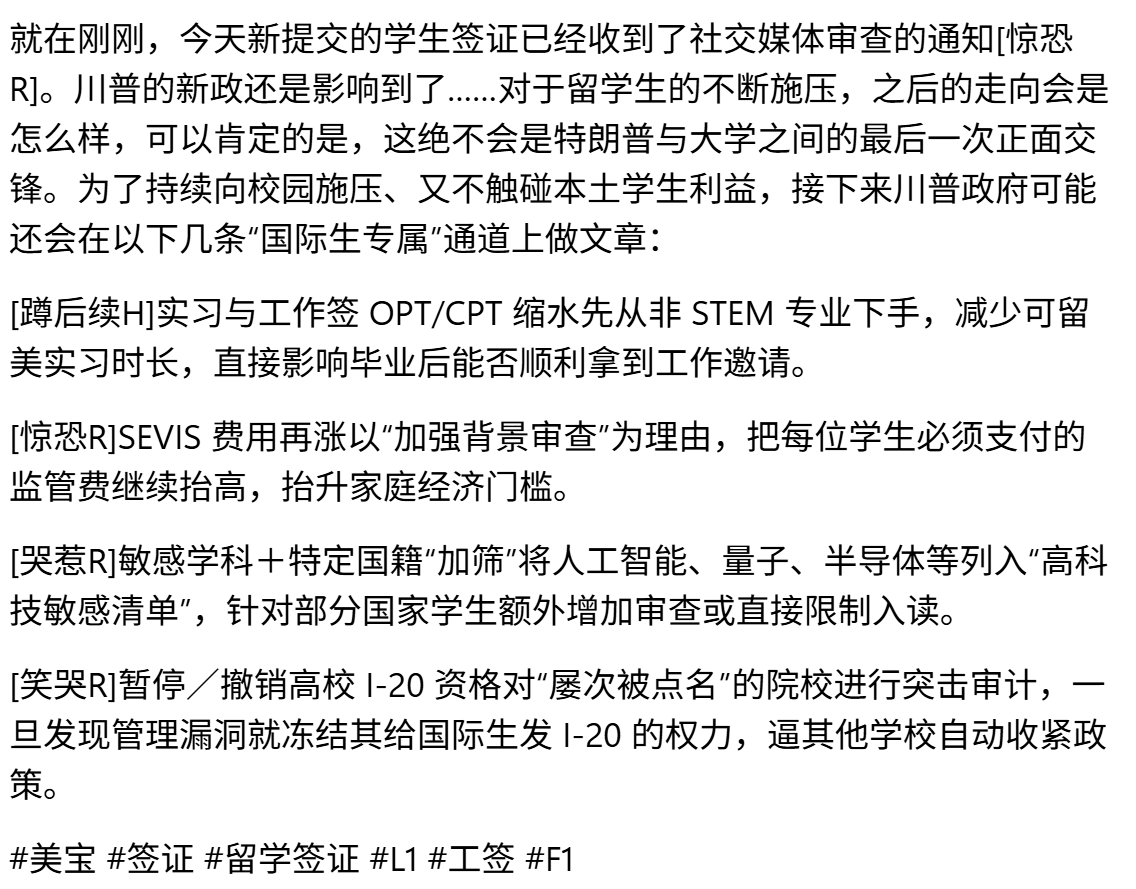 就在刚刚，今天新提交的学生签证已经收到了社交媒体审查的通知[惊恐
R]。川普的新政还是影响到了......对于留学生的不断施压，之后的走向会是
怎么样，可以肯定的是，这绝不会是特朗普与大学之间的最后一次正面交
锋。为了持续向校园施压、又不触碰本土学生利益，接下来川普政府可能
还会在以下几条“国际生专属”通道上做文章：
[蹲后续H]实习与工作签 OPT/CPT 缩水先从非 STEM 专业下手，减少可留
美实习时长，直接影响毕业后能否顺利拿到工作邀请。
[惊恐R]SEVIS 费用再涨以“加强背景审查”为理由，把每位学生必须支付的
监管费继续抬高，抬升家庭经济门槛。
[哭惹R]敏感学科＋特定国籍“加筛”将人工智能、量子、半导体等列入“高科
技敏感清单”，针对部分国家学生额外增加审查或直接限制入读。
[笑哭R]暂停／撤销高校 I-20 资格对“屡次被点名”的院校进行突击审计，一
旦发现管理漏洞就冻结其给国际生发 I-20 的权力，逼其他学校自动收紧政
策。
#美宝 #签证 #留学签证 #L1 #工签 #F1